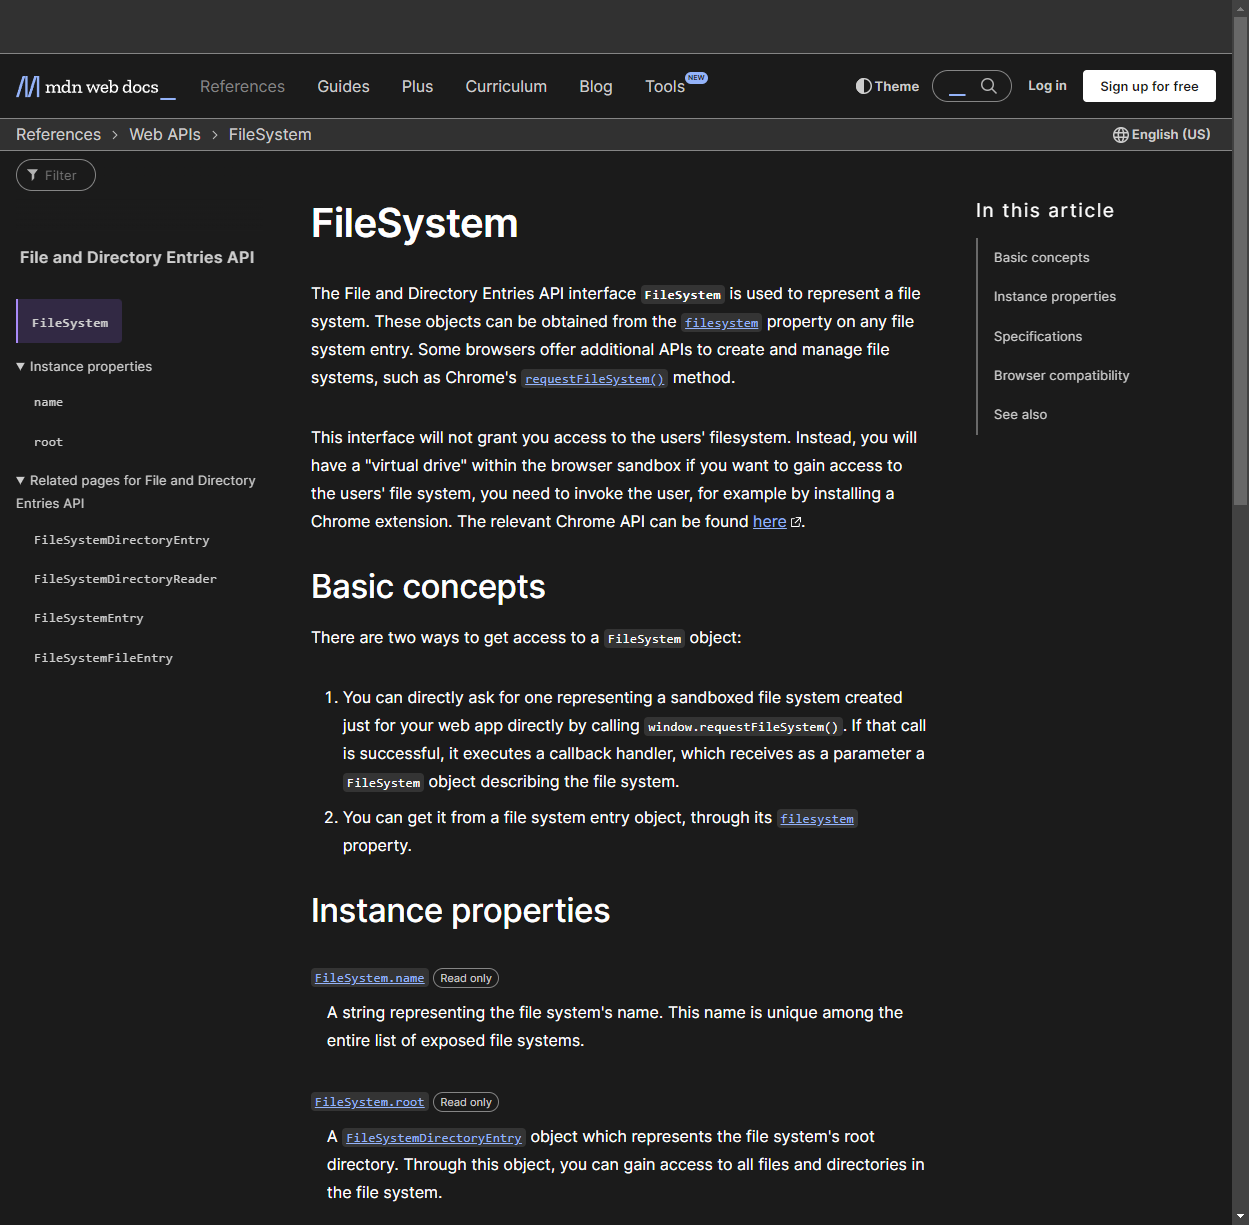 mdn web docs_
References
Guides
Plus
Curriculum
Blog
Tools NEW
Theme
Log in
Sign up for free
References > Web APIs > FileSystem
English (US)
Filter
File and Directory Entries API
FileSystem
▼ Instance properties
name
root
▼ Related pages for File and Directory
Entries API
FileSystemDirectoryEntry
FileSystemDirectoryReader
FileSystemEntry
FileSystemFileEntry
FileSystem
The File and Directory Entries API interface FileSystem is used to represent a file
system. These objects can be obtained from the filesystem property on any file
system entry. Some browsers offer additional APIs to create and manage file
systems, such as Chrome's requestFileSystem() method.
This interface will not grant you access to the users' filesystem. Instead, you will
have a "virtual drive" within the browser sandbox if you want to gain access to
the users' file system, you need to invoke the user, for example by installing a
Chrome extension. The relevant Chrome API can be found here.
Basic concepts
There are two ways to get access to a FileSystem object:
1. You can directly ask for one representing a sandboxed file system created
just for your web app directly by calling window.requestFileSystem(). If that call
is successful, it executes a callback handler, which receives as a parameter a
FileSystem object describing the file system.
2. You can get it from a file system entry object, through its filesystem
property.
Instance properties
FileSystem.name Read only
A string representing the file system's name. This name is unique among the
entire list of exposed file systems.
FileSystem.root Read only
A FileSystemDirectoryEntry object which represents the file system's root
directory. Through this object, you can gain access to all files and directories in
the file system.
In this article
Basic concepts
Instance properties
Specifications
Browser compatibility
See also